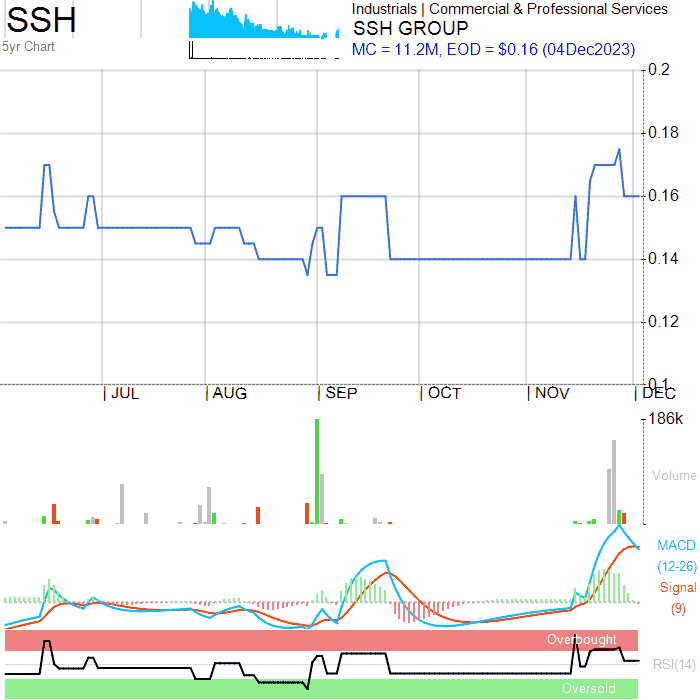 SSH
5yr Chart
Industrials | Commercial & Professional Services
SSH GROUP
MC = 11.2M, EOD = $0.16 (04Dec2023)
0.2
0.18
0.16
0.14
0.12
0.1
| JUL | AUG | SEP | OCT | NOV | DEC
186k
Volume
MACD
(12-26)
Signal
(9)
Overbought
RSI(14)
Oversold